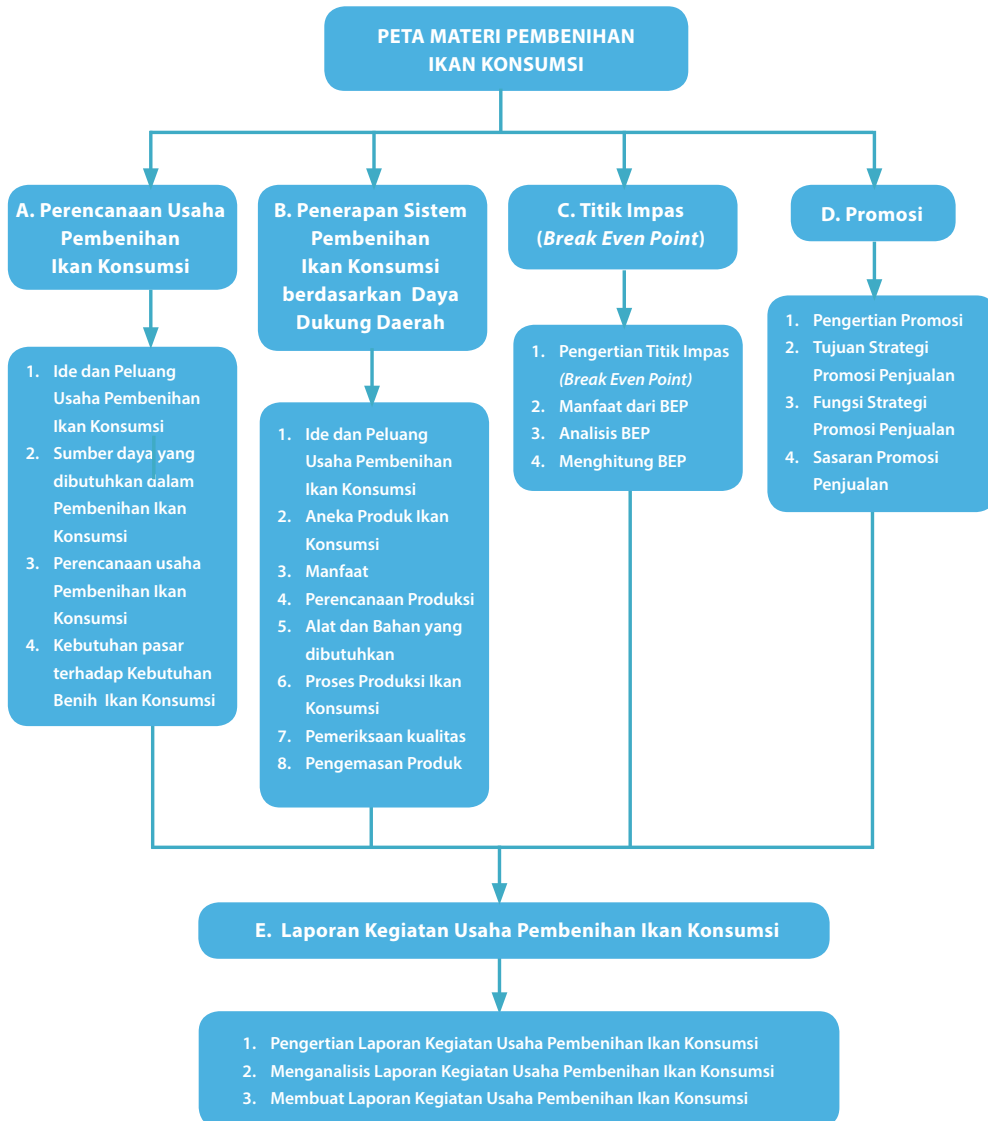 PETA MATERI PEMBENIHAN
IKAN KONSUMSI
A. Perencanaan Usaha
Pembenihan
Ikan Konsumsi
1. Ide dan Peluang
Usaha Pembenihan
Ikan Konsumsi
2. Sumber daya yang
dibutuhkan dalam
Pembenihan Ikan
Konsumsi
3. Perencanaan usaha
Pembenihan Ikan
Konsumsi
4. Kebutuhan pasar
terhadap Kebutuhan
Benih Ikan Konsumsi
B. Penerapan Sistem
Pembenihan
Ikan Konsumsi
berdasarkan Daya
Dukung Daerah
1. Ide dan Peluang
Usaha Pembenihan
Ikan Konsumsi
2. Aneka Produk Ikan
Konsumsi
3. Manfaat
4. Perencanaan Produksi
5. Alat dan Bahan yang
dibutuhkan
6. Proses Produksi Ikan
Konsumsi
7. Pemeriksaan kualitas
8. Pengemasan Produk
C. Titik Impas
(Break Even Point)
1. Pengertian Titik Impas
(Break Even Point)
2. Manfaat dari BEP
3. Analisis BEP
4. Menghitung BEP
D. Promosi
1. Pengertian Promosi
2. Tujuan Strategi
Promosi Penjualan
3. Fungsi Strategi
Promosi Penjualan
4. Sasaran Promosi
Penjualan
E. Laporan Kegiatan Usaha Pembenihan Ikan Konsumsi
1. Pengertian Laporan Kegiatan Usaha Pembenihan Ikan Konsumsi
2. Menganalisis Laporan Kegiatan Usaha Pembenihan Ikan Konsumsi
3. Membuat Laporan Kegiatan Usaha Pembenihan Ikan Konsumsi